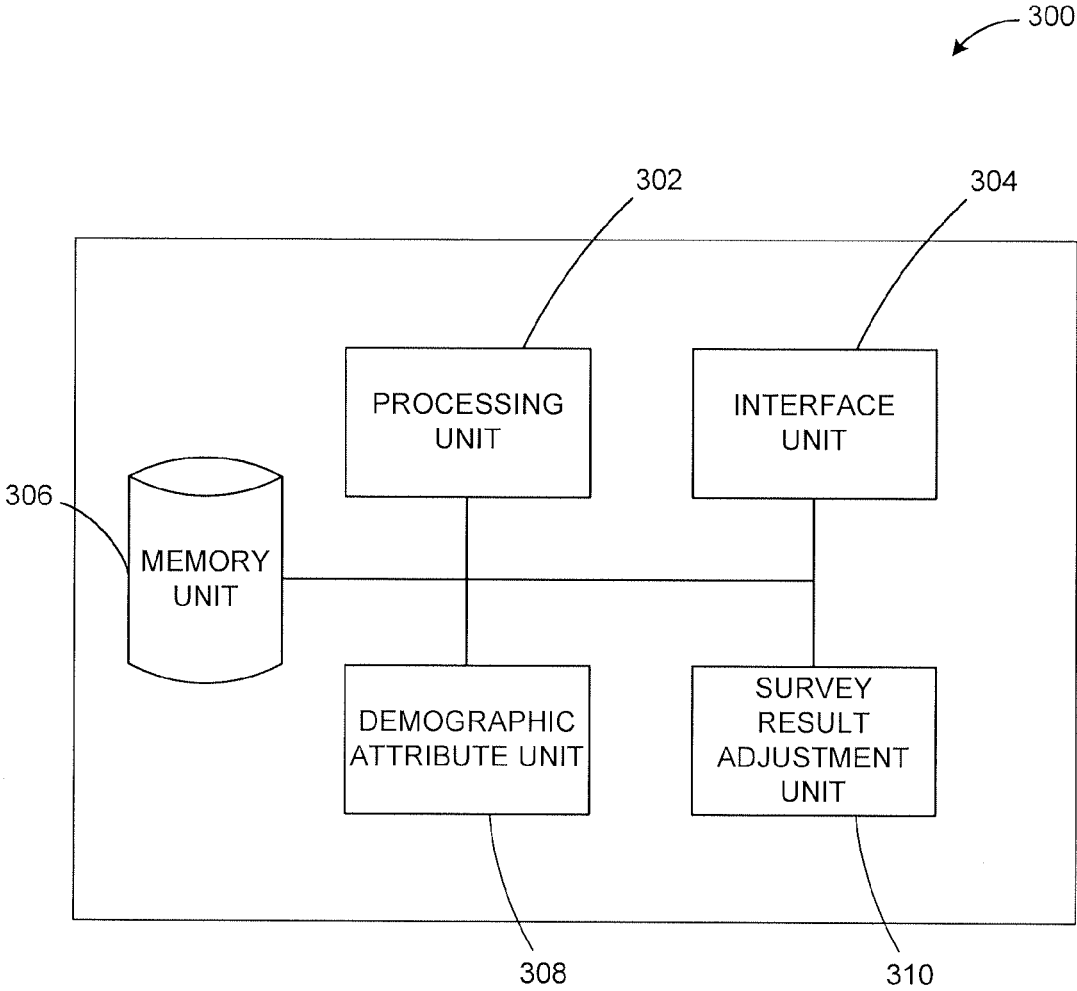 300
302
304
PROCESSING
UNIT
INTERFACE
UNIT
306
MEMORY
UNIT
DEMOGRAPHIC
ATTRIBUTE UNIT
SURVEY
RESULT
ADJUSTMENT
UNIT
308
310